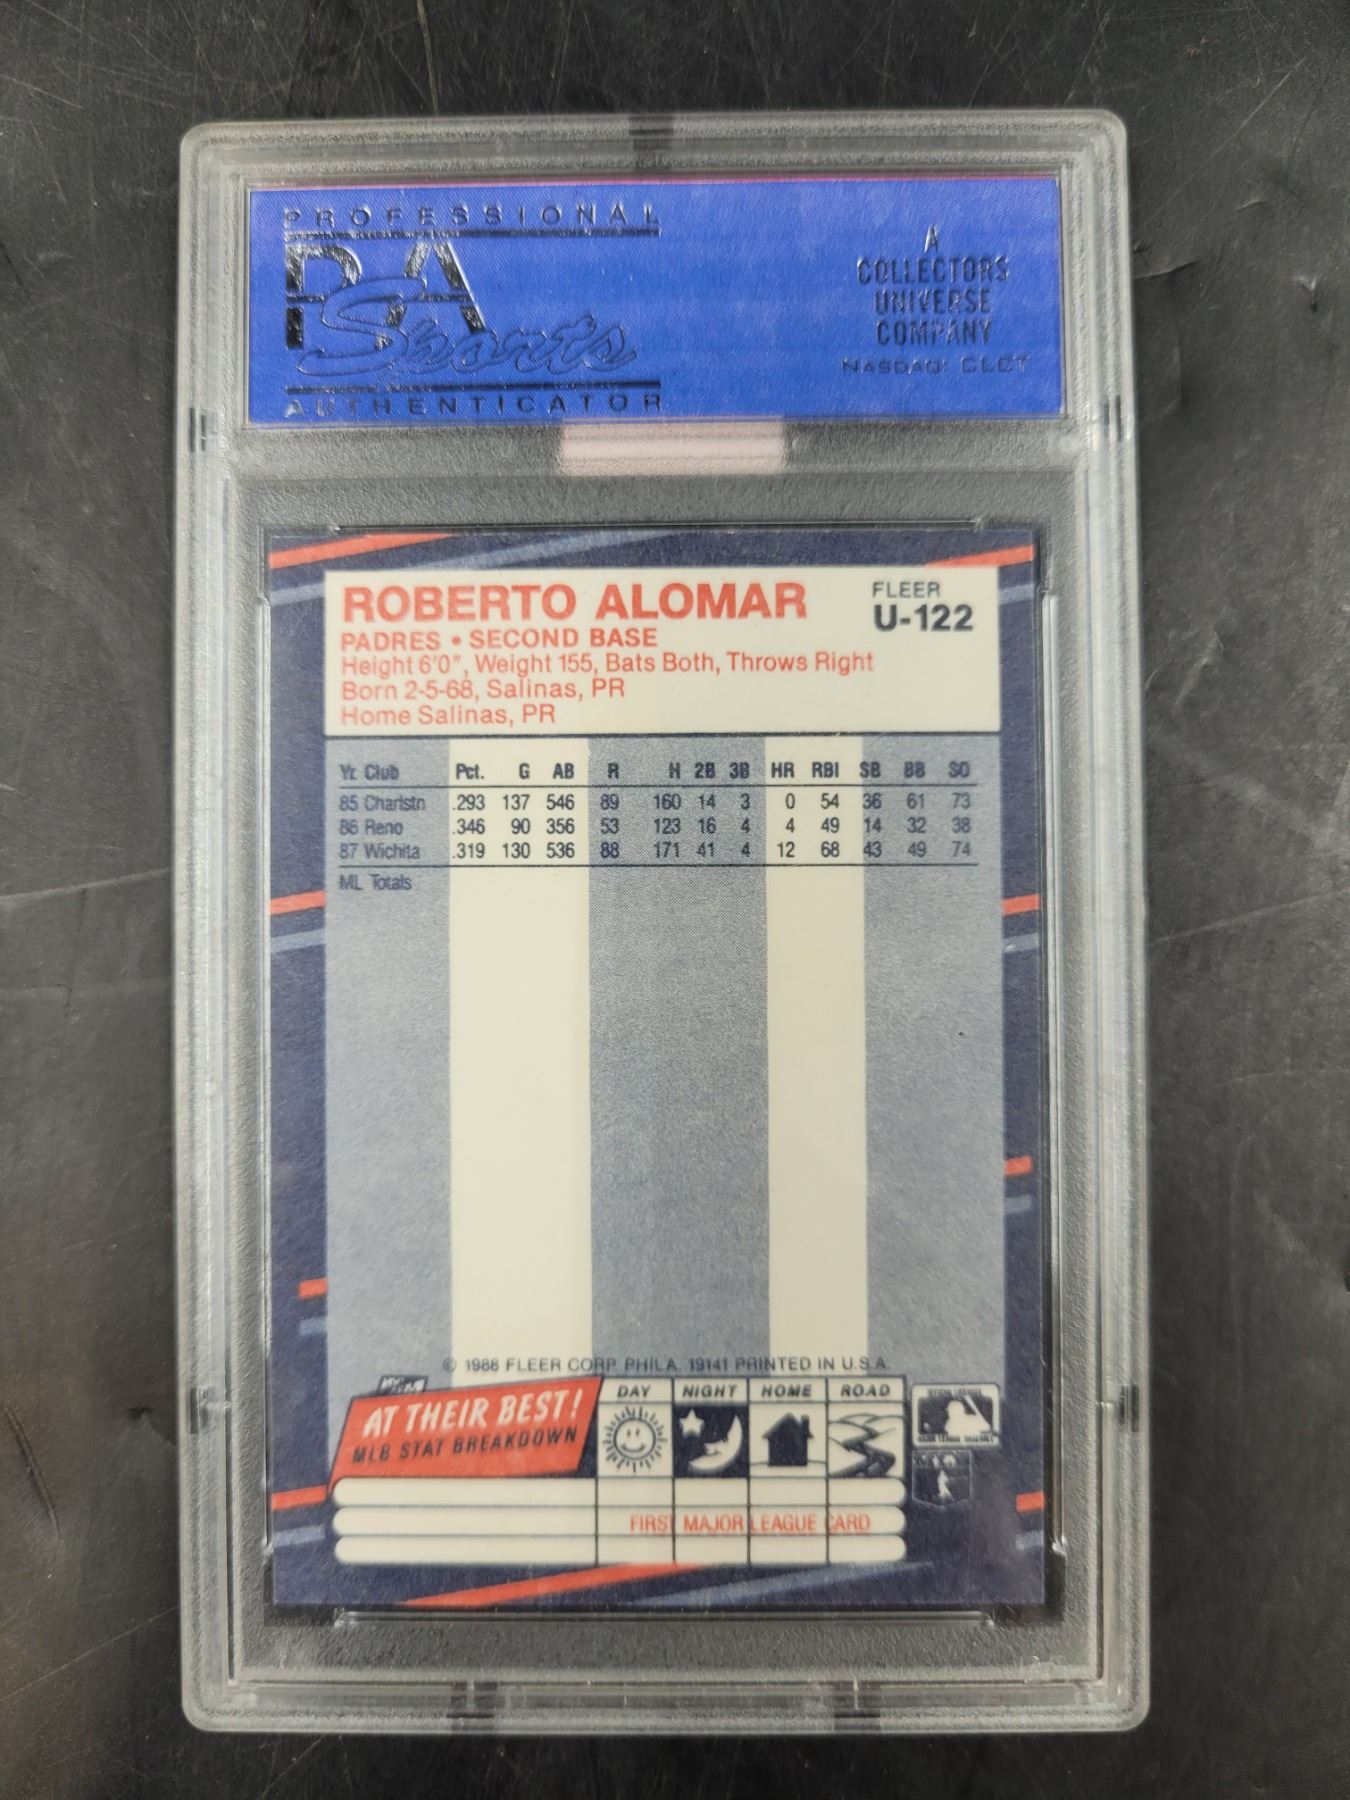 PROFESSIONAL
PSA
Sports
AUTHENTICATOR
A
COLLECTORS
UNIVERSE
COMPANY
NASDAQ: CLCT
ROBERTO ALOMAR
FLEER
U-122
PADRES • SECOND BASE
Height 6'0", Weight 155, Bats Both, Throws Right
Born 2-5-68, Salinas, PR
Home Salinas, PR
Yr. Club Pct. G AB R H 2B 3B HR RBI SB BB SO
85 Charlstn .293 137 546 89 160 14 3 0 54 36 61 73
86 Reno .346 90 356 53 123 16 4 4 49 14 32 38
87 Wichita .319 130 536 88 171 41 4 12 68 43 49 74
ML Totals
© 1988 FLEER CORP. PHILA. 19141 PRINTED IN U.S.A.
AT THEIR BEST!
MLB STAT BREAKDOWN
DAY NIGHT HOME ROAD
FIRST MAJOR LEAGUE CARD